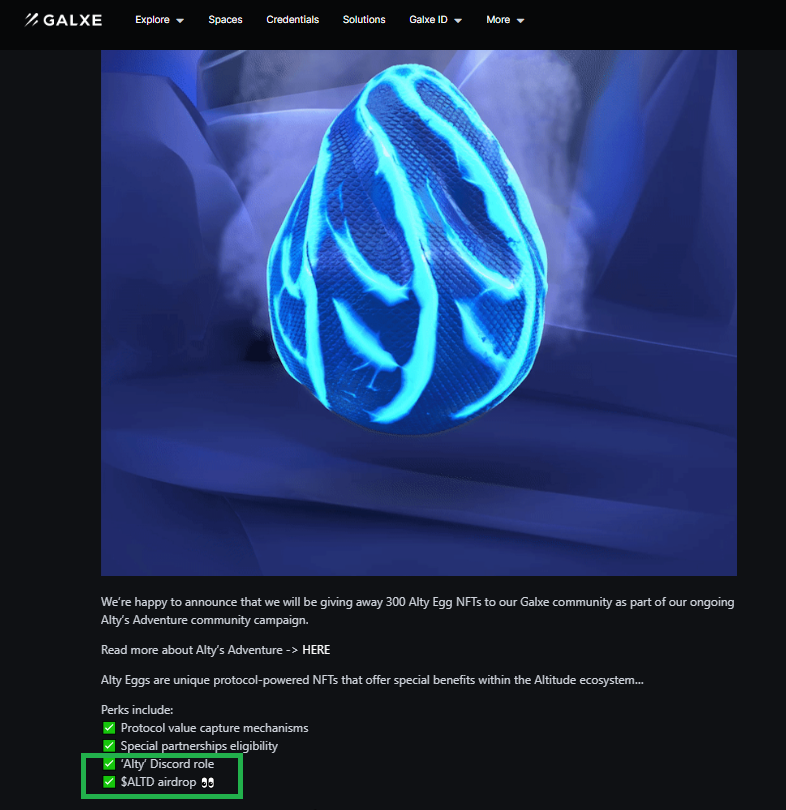 GALXE Explore Spaces Credentials Solutions Galxe ID More
We're happy to announce that we will be giving away 300 Alty Egg NFTs to our Galxe community as part of our ongoing
Alty's Adventure community campaign.
Read more about Alty's Adventure -> HERE
Alty Eggs are unique protocol-powered NFTs that offer special benefits within the Altitude ecosystem...
Perks include:
✅ Protocol value capture mechanisms
✅ Special partnerships eligibility
✅ 'Alty' Discord role
✅ $ALTD airdrop 👀